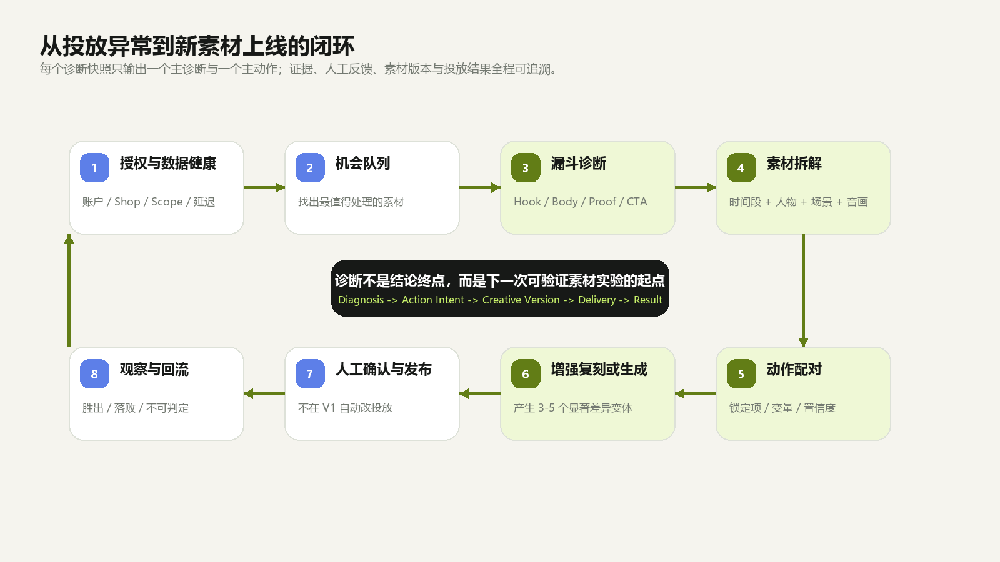 从投放异常到新素材上线的闭环
每个诊断快照只输出一个主诊断与一个主动作；证据、人工反馈、素材版本与投放结果全程可追溯。
1 授权与数据健康
账户 / Shop / Scope / 延迟
2 机会队列
找出最值得处理的素材
3 漏斗诊断
Hook / Body / Proof / CTA
4 素材拆解
时间段 + 人物 + 场景 + 音画
诊断不是结论终点，而是下一次可验证素材实验的起点
Diagnosis -> Action Intent -> Creative Version -> Delivery -> Result
5 动作配对
锁定项 / 变量 / 置信度
6 增强复刻或生成
产生 3-5 个显著差异变体
7 人工确认与发布
不在 V1 自动改投放
8 观察与回流
胜出 / 落败 / 不可判定